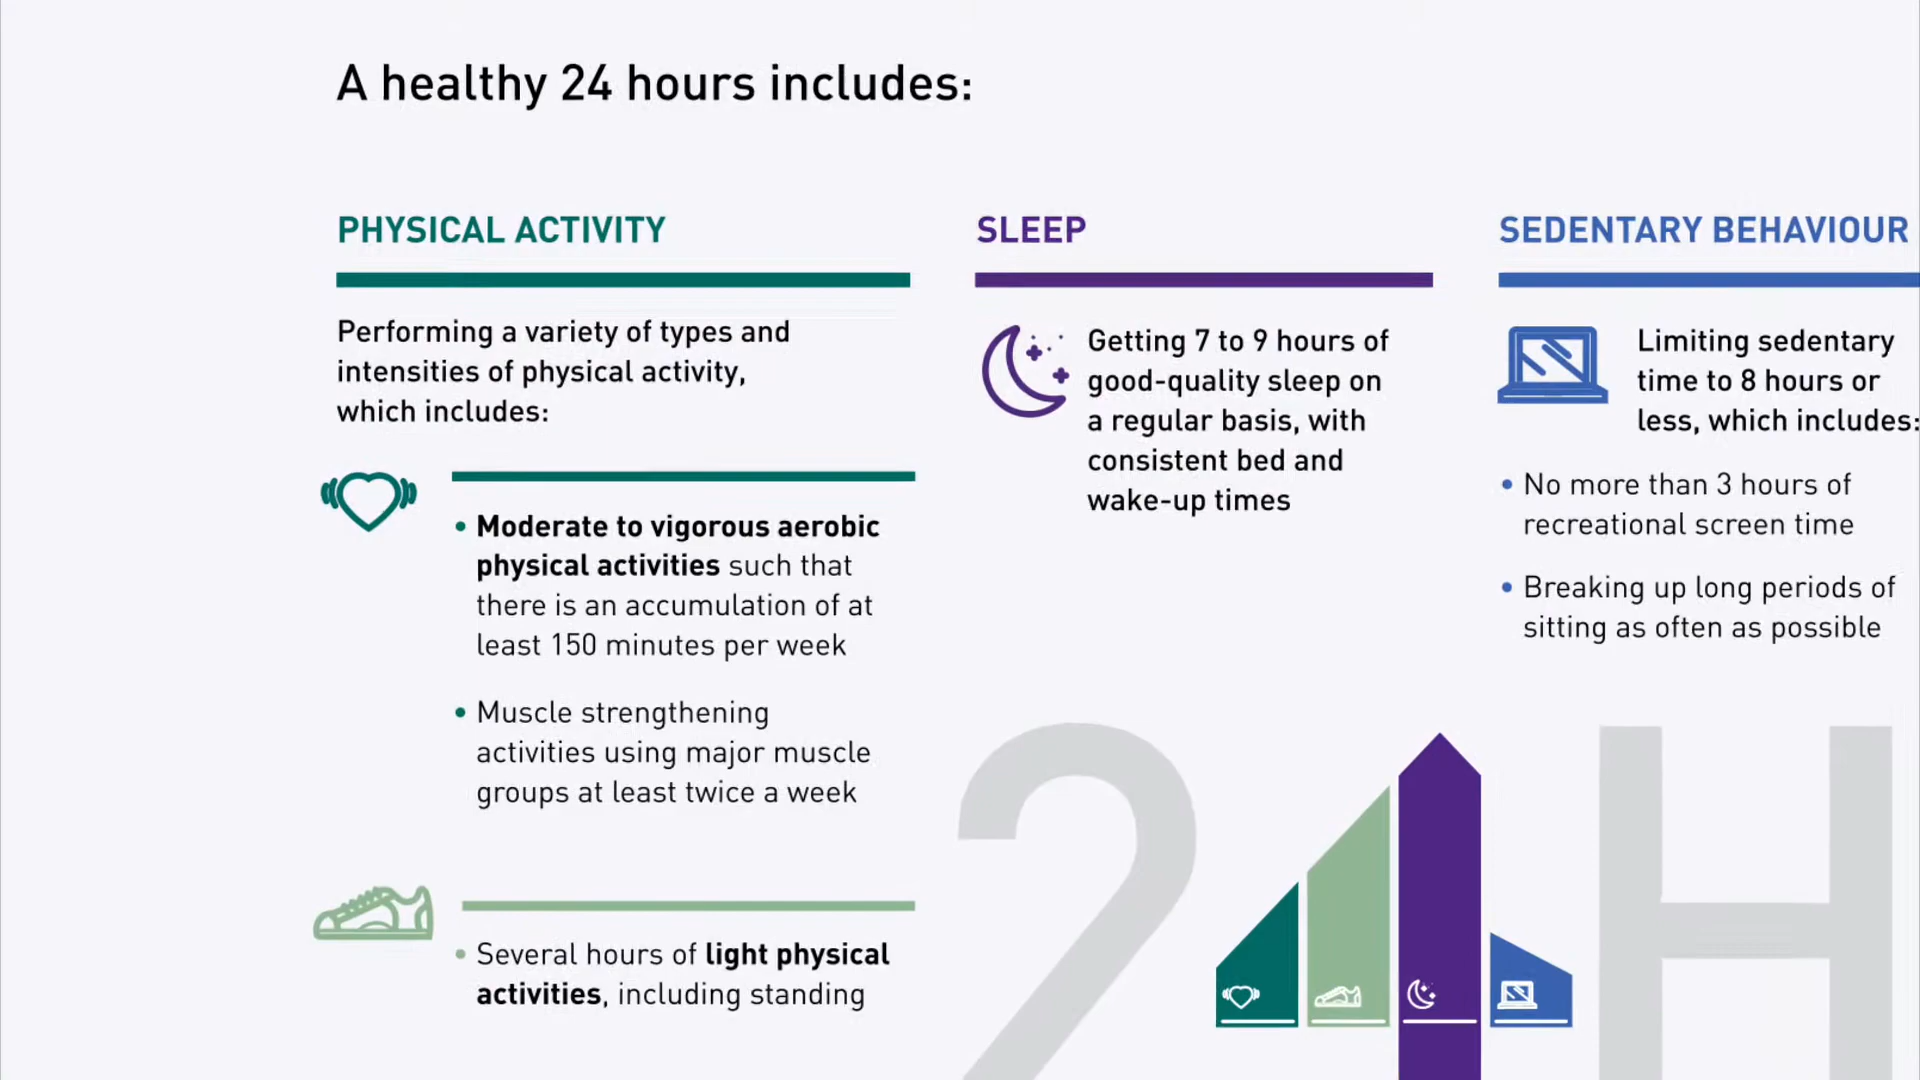 A healthy 24 hours includes:
PHYSICAL ACTIVITY
Performing a variety of types and
intensities of physical activity,
which includes:
• Moderate to vigorous aerobic
physical activities such that
there is an accumulation of at
least 150 minutes per week
• Muscle strengthening
activities using major muscle
groups at least twice a week
• Several hours of light physical
activities, including standing
SLEEP
Getting 7 to 9 hours of
good-quality sleep on
a regular basis, with
consistent bed and
wake-up times
SEDENTARY BEHAVIOUR
Limiting sedentary
time to 8 hours or
less, which includes:
• No more than 3 hours of
recreational screen time
• Breaking up long periods of
sitting as often as possible
24H